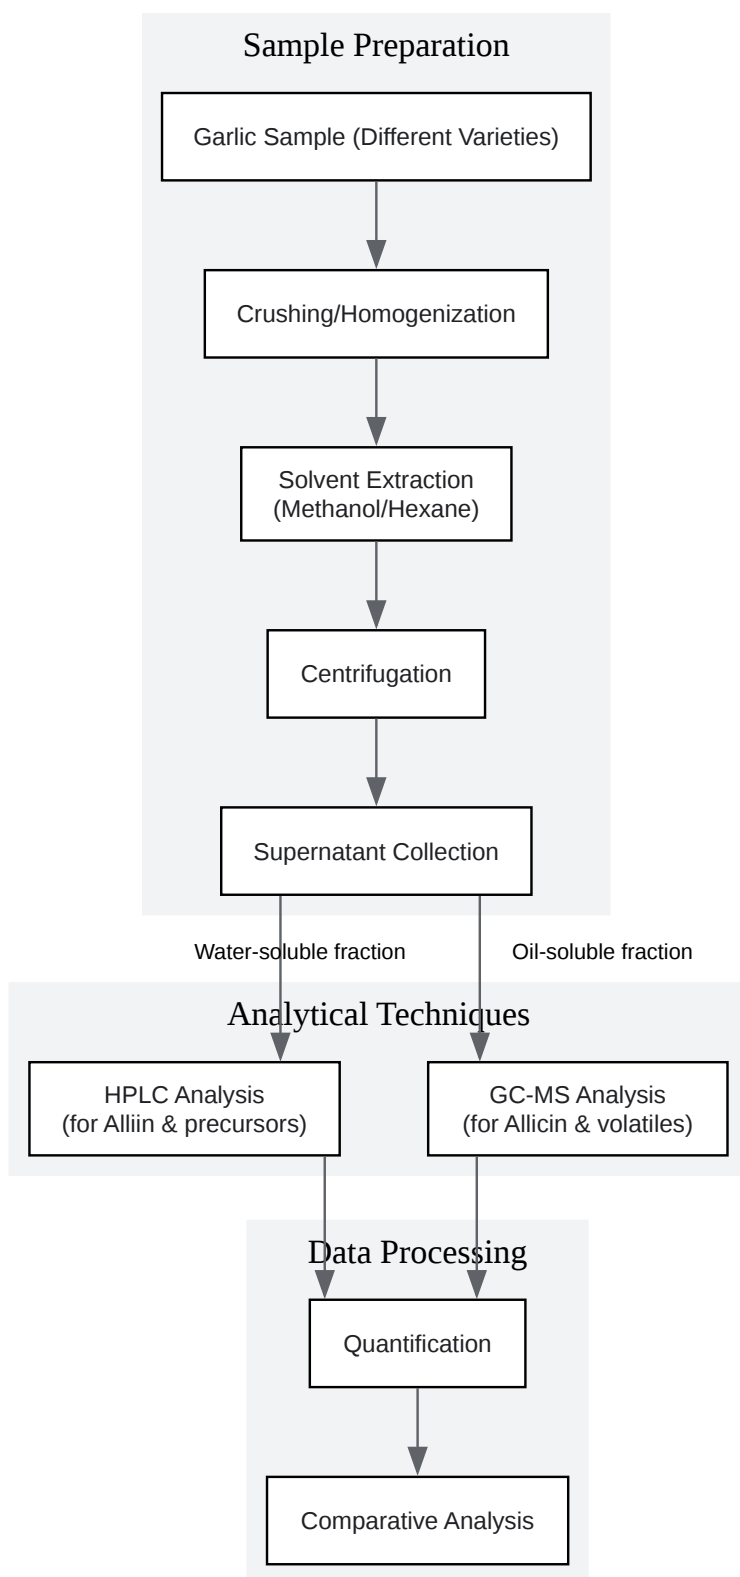 Sample Preparation
Garlic Sample (Different Varieties)
Crushing/Homogenization
Solvent Extraction
(Methanol/Hexane)
Centrifugation
Supernatant Collection
Water-soluble fraction
Oil-soluble fraction
Analytical Techniques
HPLC Analysis
(for Alliin & precursors)
GC-MS Analysis
(for Allicin & volatiles)
Data Processing
Quantification
Comparative Analysis